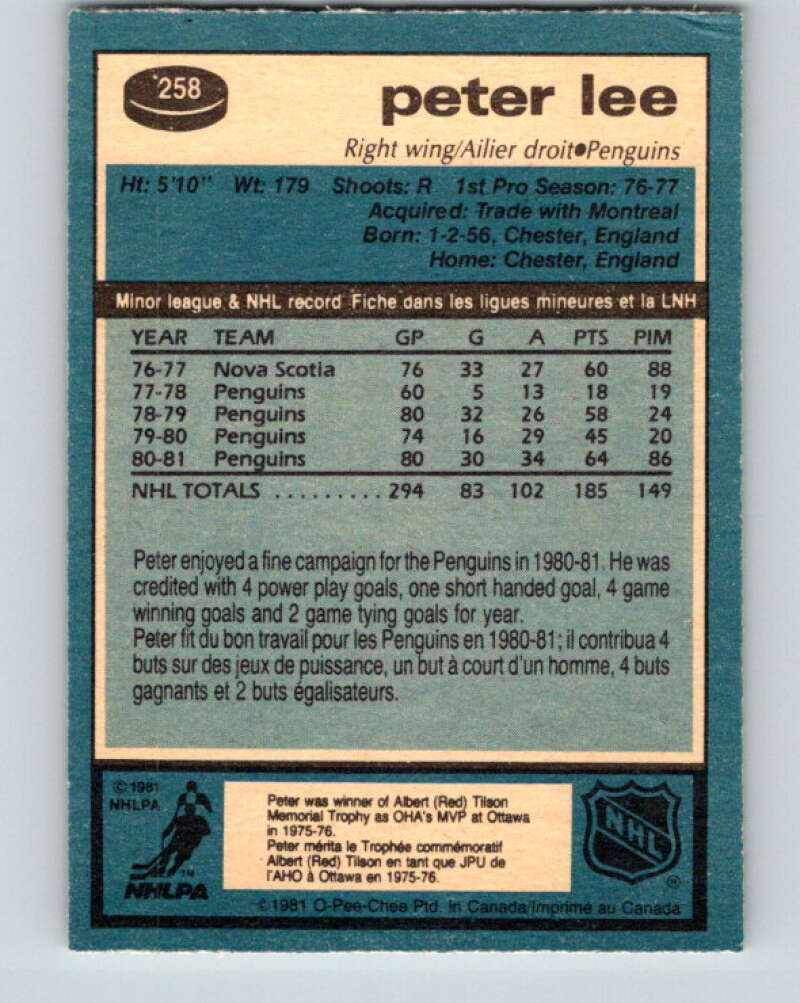 258
peter lee
Right wing/Ailier droit●Penguins
Ht: 5'10" Wt: 179 Shoots: R 1st Pro Season: 76-77
Acquired: Trade with Montreal
Born: 1-2-56, Chester, England
Home: Chester, England
Minor league & NHL record Fiche dans les ligues mineures et la LNH
YEAR TEAM GP G A PTS PIM
76-77 Nova Scotia 76 33 27 60 88
77-78 Penguins 60 5 13 18 19
78-79 Penguins 80 32 26 58 24
79-80 Penguins 74 16 29 45 20
80-81 Penguins 80 30 34 64 86
NHL TOTALS ......... 294 83 102 185 149
Peter enjoyed a fine campaign for the Penguins in 1980-81. He was
credited with 4 power play goals, one short handed goal, 4 game
winning goals and 2 game tying goals for year.
Peter fit du bon travail pour les Penguins en 1980-81; il contribua 4
buts sur des jeux de puissance, un but à court d'un homme, 4 buts
gagnants et 2 buts égalisateurs.
© 1981
NHLPA
TM
NHLPA
Peter was winner of Albert (Red) Tilson
Memorial Trophy as OHA's MVP at Ottawa
in 1975-76.
Peter mérita le Trophée commémoratif
Albert (Red) Tilson en tant que JPU de
l'AHO à Ottawa en 1975-76.
NHL
®
© 1981 O-Pee-Chee Ptd. in Canada/Imprimé au Canada